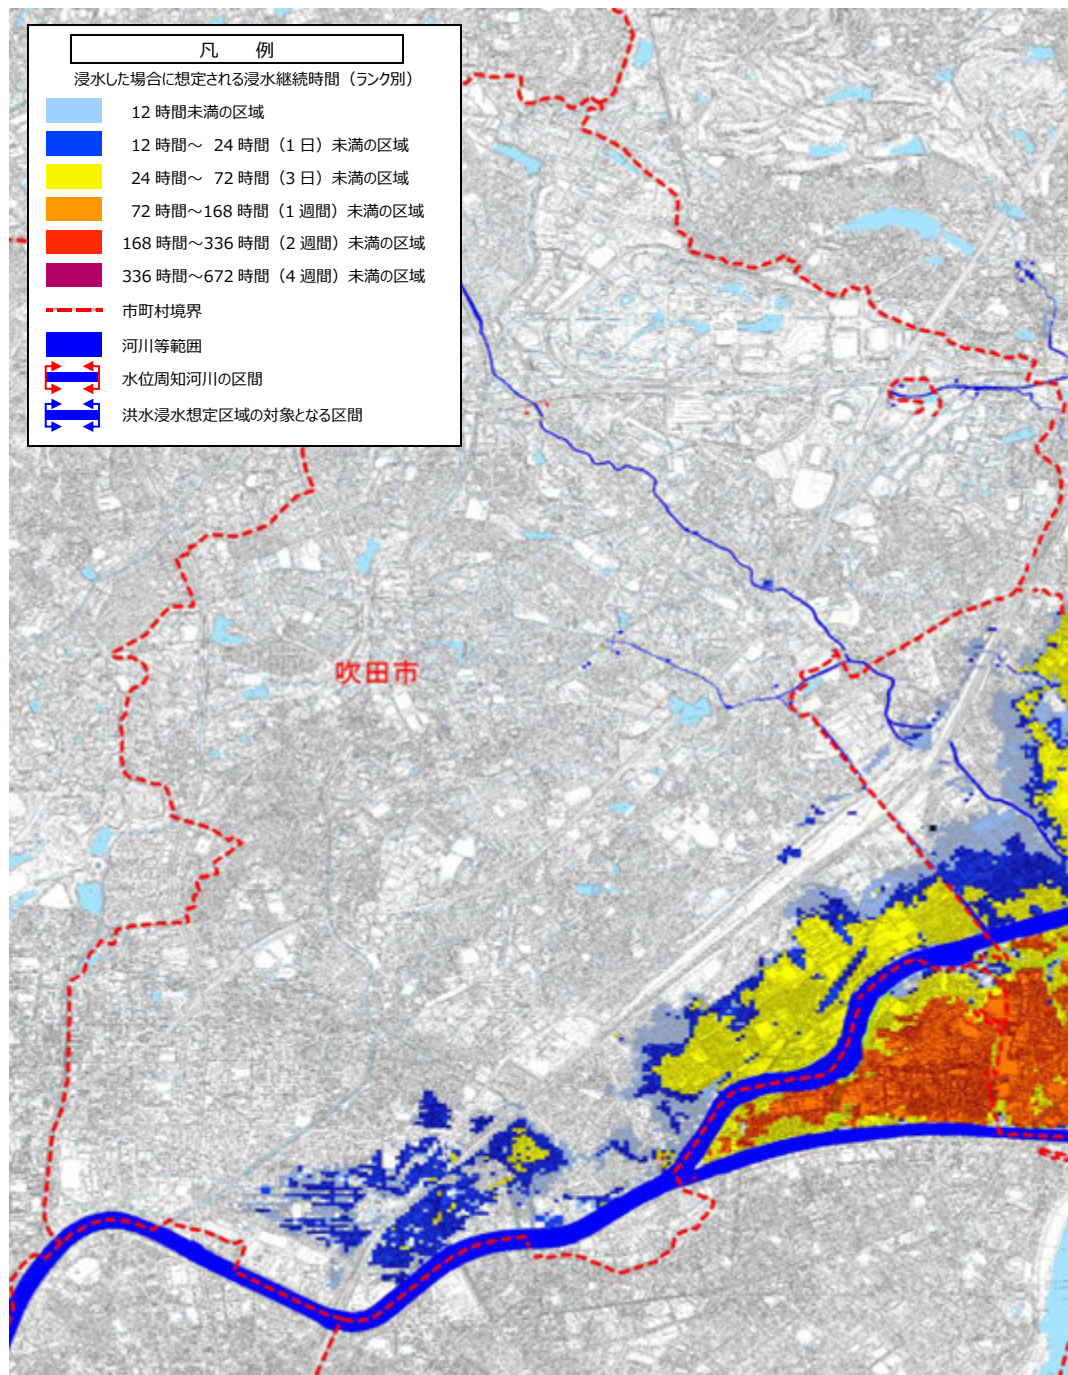 凡　例
浸水した場合に想定される浸水継続時間（ランク別）
12 時間未満の区域
12 時間～ 24 時間（1 日）未満の区域
24 時間～ 72 時間（3 日）未満の区域
72 時間～168 時間（1 週間）未満の区域
168 時間～336 時間（2 週間）未満の区域
336 時間～672 時間（4 週間）未満の区域
市町村境界
河川等範囲
水位周知河川の区間
洪水浸水想定区域の対象となる区間
吹田市